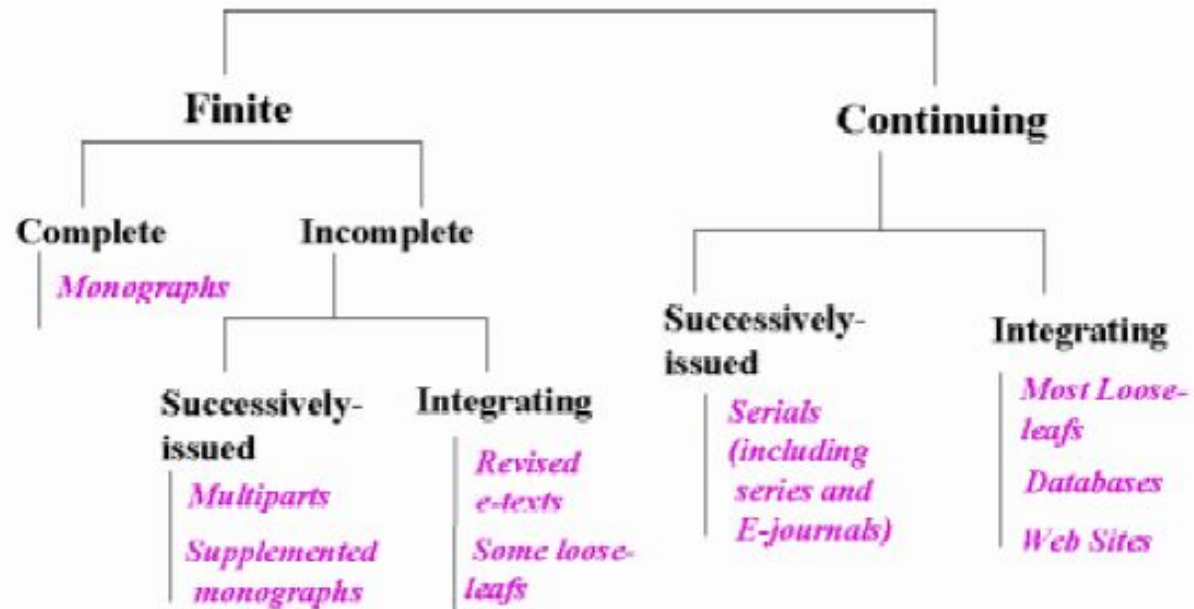 Finite
Continuing
Complete
Incomplete
Monographs
Successively-
issued
Multiparts
Supplemented
monographs
Integrating
Revised
e-texts
Some loose-
leafs
Successively-
issued
Serials
(including
series and
E-journals)
Integrating
Most Loose-
leafs
Databases
Web Sites